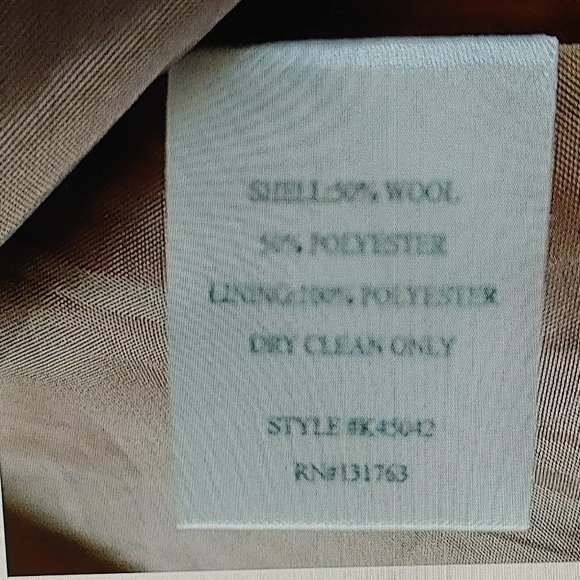 SHELL:50% WOOL
50% POLYESTER
LINING:100% POLYESTER
DRY CLEAN ONLY
STYLE #K45042
RN#131763